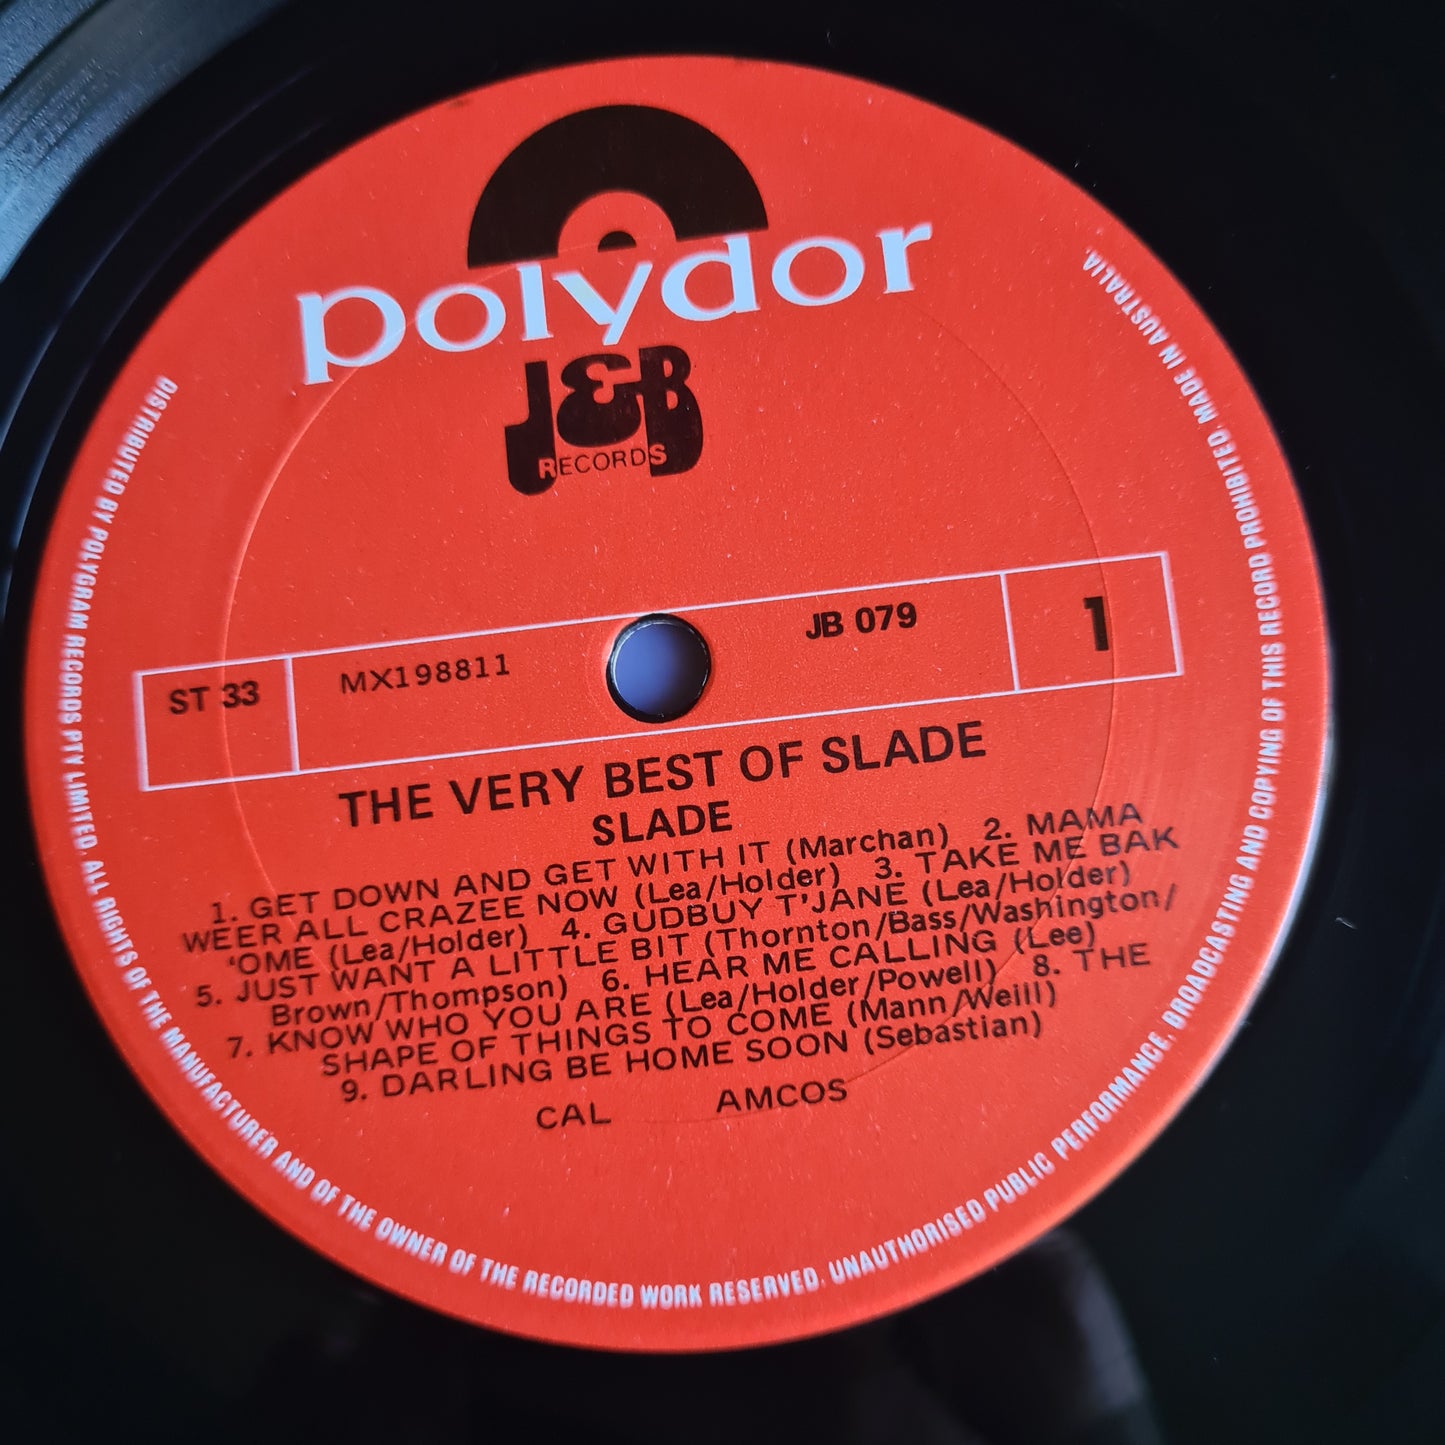 polydor
J&B
RECORDS
ST 33
MX198811
JB 079
1
THE VERY BEST OF SLADE
SLADE
1. GET DOWN AND GET WITH IT (Marchan) 2. MAMA
WEER ALL CRAZEE NOW (Lea/Holder) 3. TAKE ME BAK
'OME (Lea/Holder) 4. GUDBUY T'JANE (Lea/Holder)
5. JUST WANT A LITTLE BIT (Thornton/Bass/Washington/
Brown/Thompson) 6. HEAR ME CALLING (Lee)
7. KNOW WHO YOU ARE (Lea/Holder/Powell) 8. THE
SHAPE OF THINGS TO COME (Mann/Weill)
9. DARLING BE HOME SOON (Sebastian)
CAL AMCOS
DISTRIBUTED BY POLYGRAM RECORDS PTY LIMITED. ALL RIGHTS OF THE MANUFACTURER AND OF THE OWNER OF THE RECORDED WORK RESERVED. UNAUTHORISED PUBLIC PERFORMANCE, BROADCASTING AND COPYING OF THIS RECORD PROHIBITED. MADE IN AUSTRALIA.